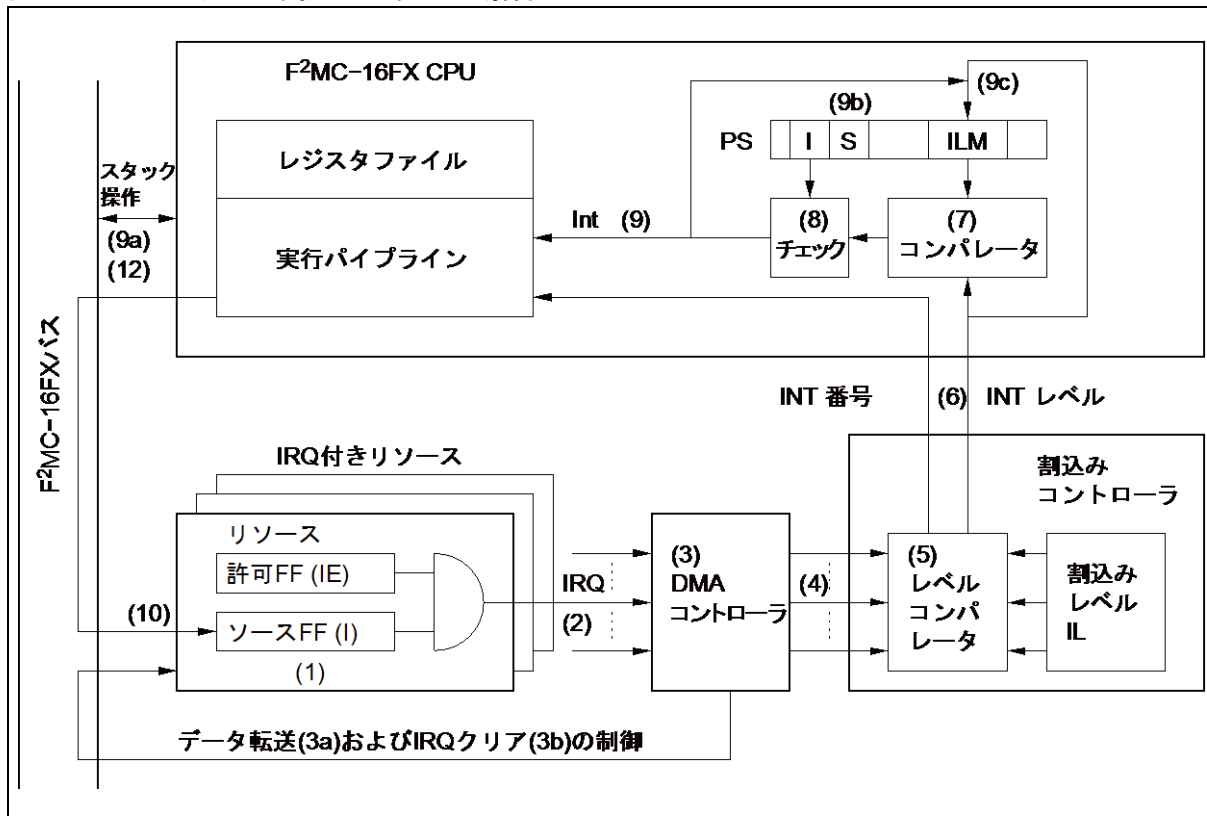 F²MC-16FX CPU
(9c)
(9b)
PS
I
S
ILM
レジスタファイル
スタック
操作
(9a)
(12)
Int (9)
(8)
チェック
(7)
コンパレータ
実行パイプライン
F²MC-16FXバス
INT 番号
(6)
INT レベル
IRQ付きリソース
割込み
コントローラ
リソース
許可FF (IE)
ソースFF (I)
(1)
(10)
IRQ
(2)
(3)
DMA
コントローラ
(4)
(5)
レベル
コンパ
レータ
割込み
レベル
IL
データ転送(3a)およびIRQクリア(3b)の制御